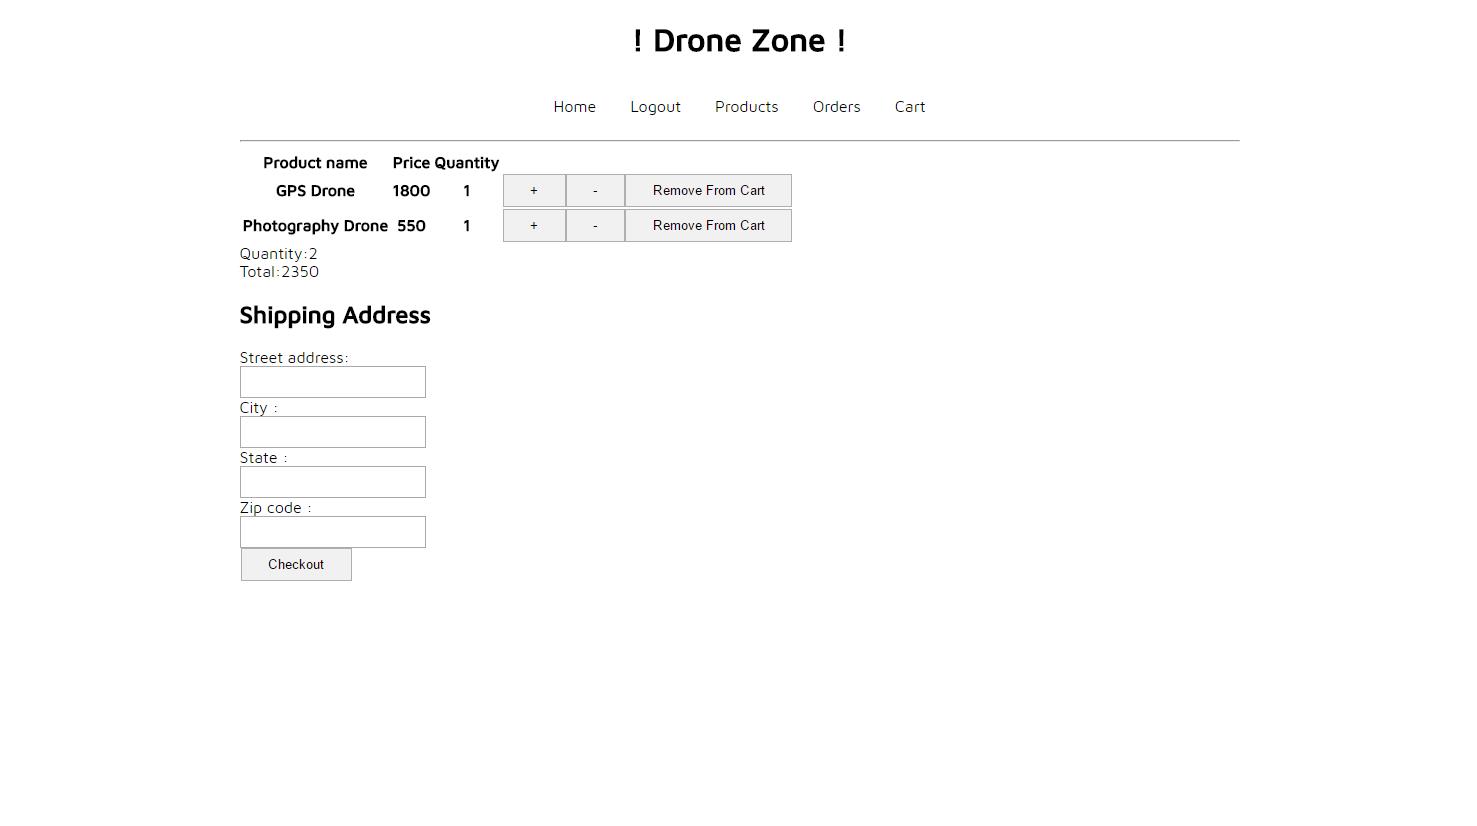 ! Drone Zone !
Home Logout Products Orders Cart
Product name Price Quantity
GPS Drone 1800 1 + - Remove From Cart
Photography Drone 550 1 + - Remove From Cart
Quantity:2
Total:2350
Shipping Address
Street address:
City :
State :
Zip code :
Checkout